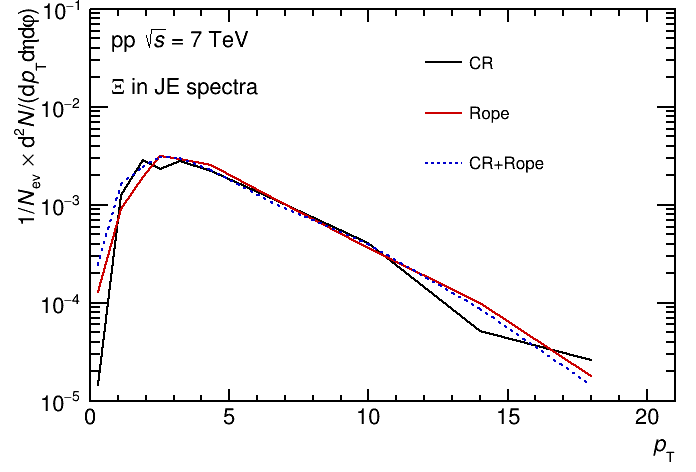 10⁻¹
pp √s = 7 TeV
CR
Ξ in JE spectra
10⁻²
Rope
CR+Rope
1/N_ev × d²N/(dp_T dηdφ)
10⁻³
10⁻⁴
10⁻⁵
0 5 10 15 20
p_T